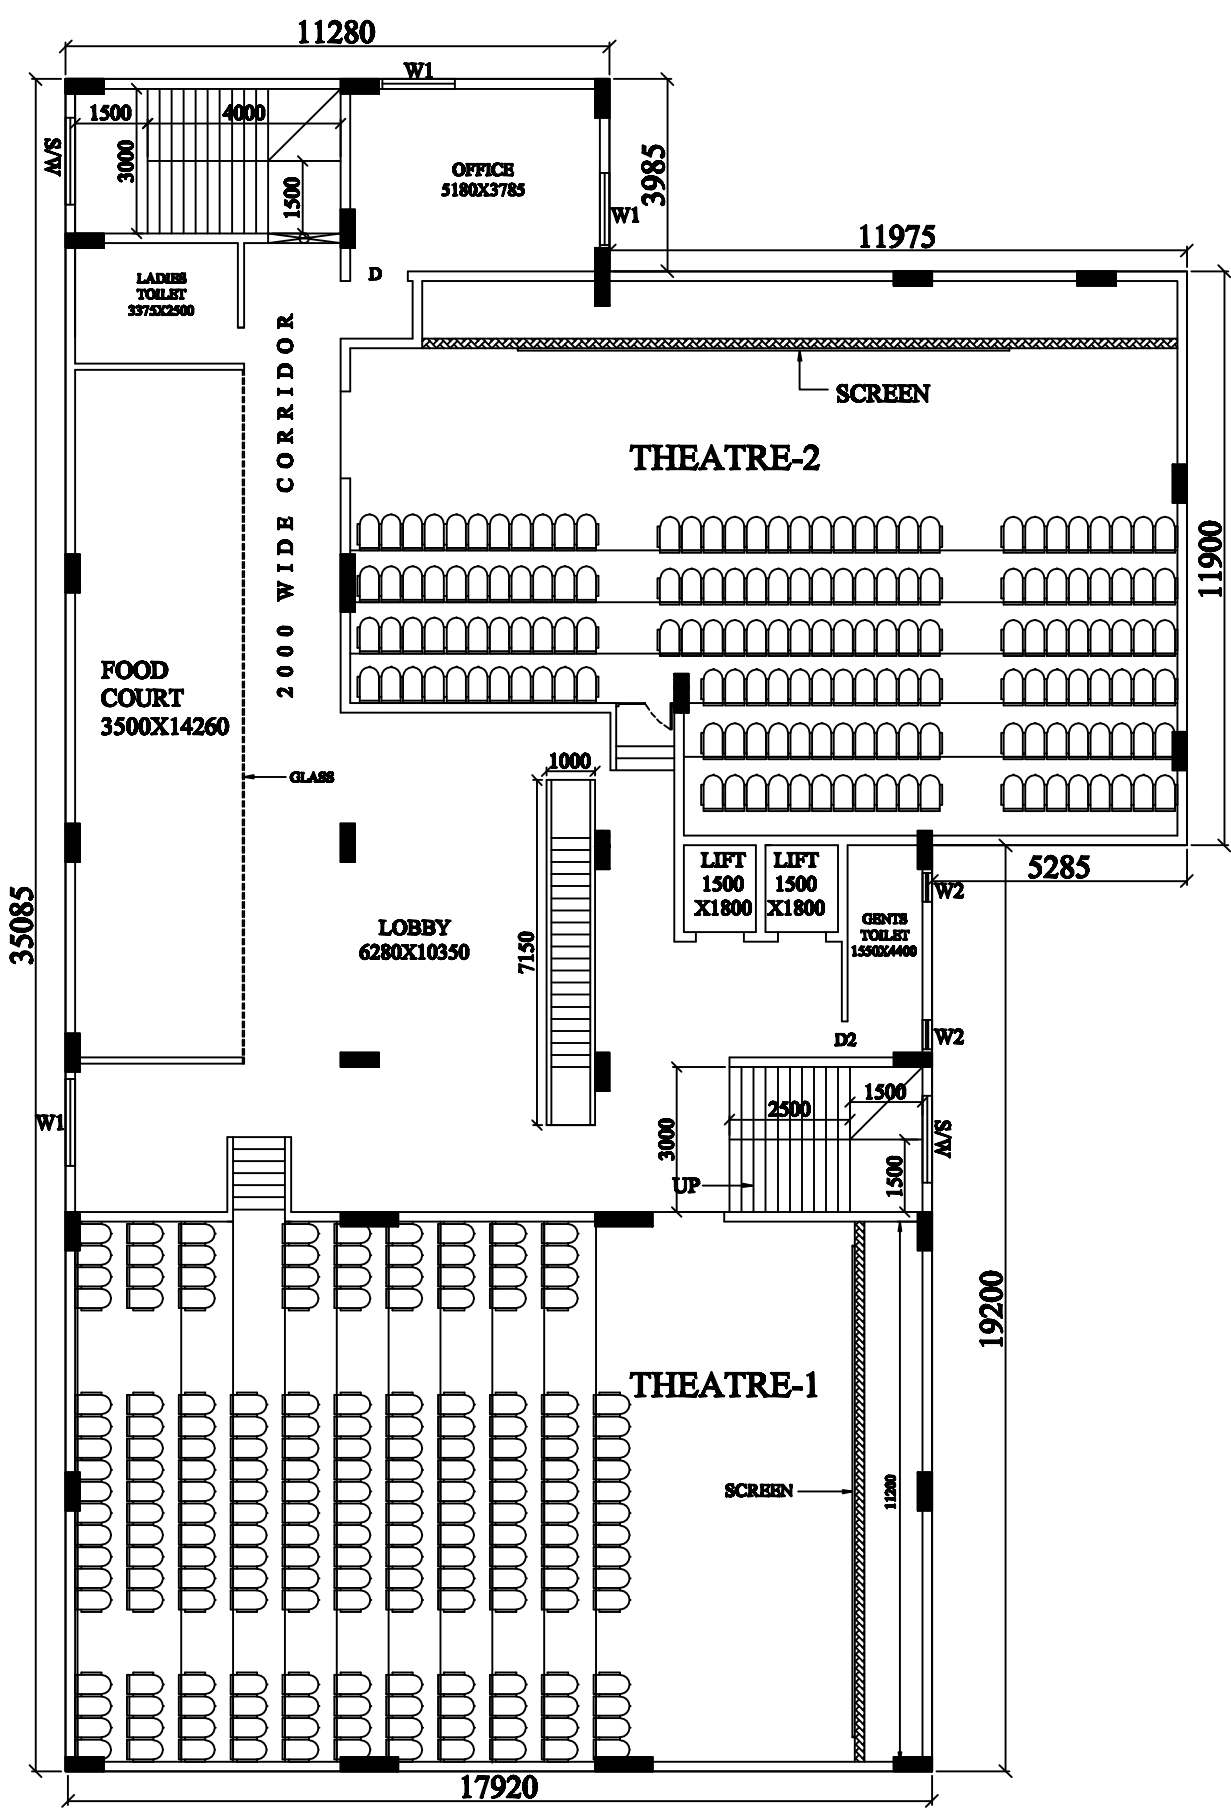 11280
W1
1500
4000
S/W
3000
1500
OFFICE
5180X3785
3985
W1
11975
D
LADIES
TOILET
3375X2500
2000 WIDE CORRIDOR
SCREEN
THEATRE-2
11900
FOOD
COURT
3500X14260
GLASS
1000
35085
7150
LOBBY
6280X10350
LIFT
1500
X1800
LIFT
1500
X1800
5285
W2
GENTS
TOILET
1550X4400
W2
D2
W1
3000
2500
1500
S/W
1500
UP
19200
THEATRE-1
SCREEN
11200
17920